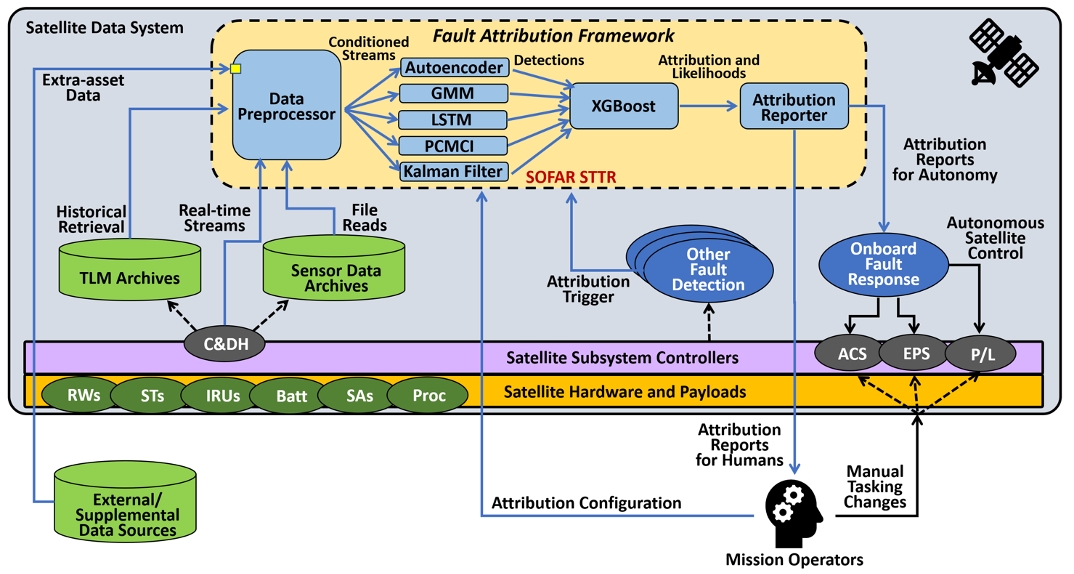 Satellite Data System
Fault Attribution Framework
Conditioned
Streams
Extra-asset
Data
Data
Preprocessor
Autoencoder
GMM
LSTM
PCMCI
Kalman Filter
Detections
XGBoost
Attribution and
Likelihoods
Attribution
Reporter
SOFAR STTR
Attribution
Reports
for Autonomy
Historical
Retrieval
Real-time
Streams
File
Reads
TLM Archives
Sensor Data
Archives
Attribution
Trigger
Other
Fault
Detection
Onboard
Fault
Response
Autonomous
Satellite
Control
C&DH
Satellite Subsystem Controllers
ACS
EPS
P/L
RWs
STs
IRUs
Batt
SAs
Proc
Satellite Hardware and Payloads
Attribution
Reports
for Humans
External/
Supplemental
Data Sources
Attribution Configuration
Manual
Tasking
Changes
Mission Operators